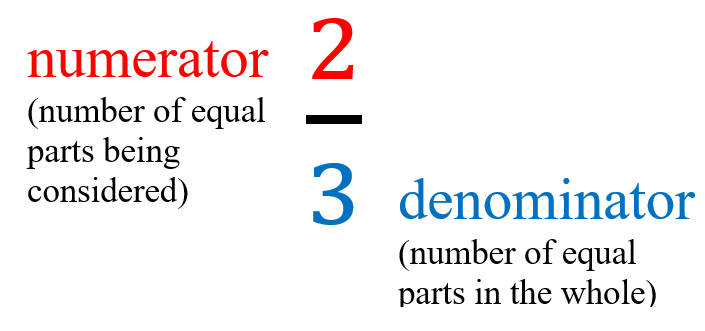 numerator 2
(number of equal
parts being
considered)
3 denominator
(number of equal
parts in the whole)